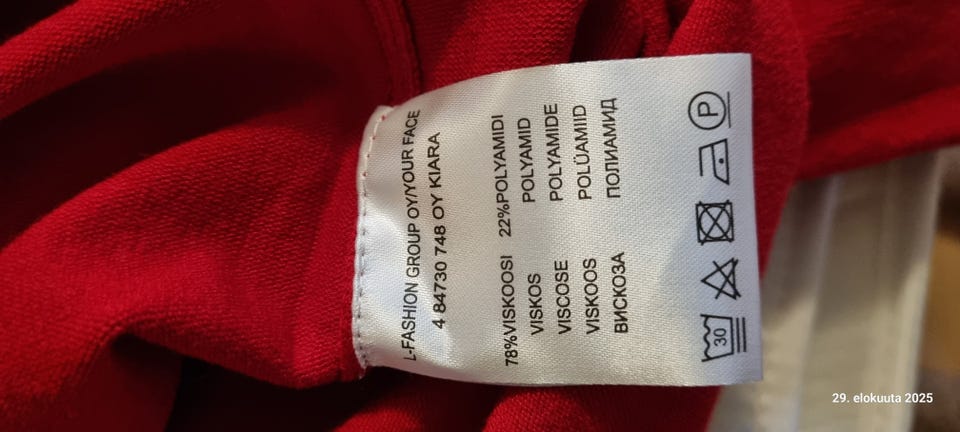 L-FASHION GROUP OY/YOUR FACE
4 84730 748 OY KIARA
78%VISKOOSI 22%POLYAMIDI
VISKOS POLYAMID
VISCOSE POLYAMIDE
VISKOOS POLÜAMIID
ВИСКОЗА ПОЛИАМИД
30 P
29. elokuuta 2025